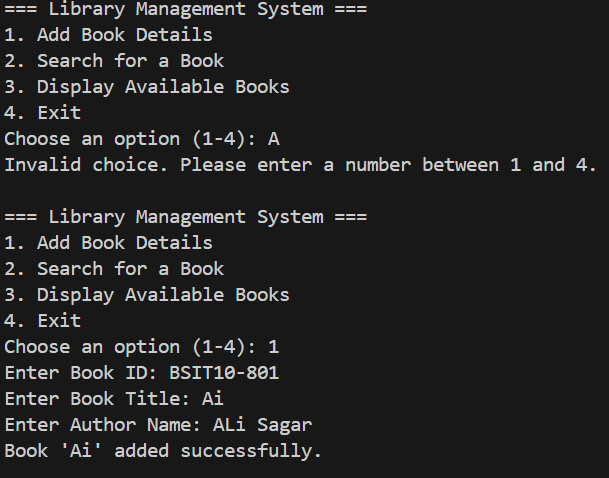 === Library Management System ===
1. Add Book Details
2. Search for a Book
3. Display Available Books
4. Exit
Choose an option (1-4): A
Invalid choice. Please enter a number between 1 and 4.
=== Library Management System ===
1. Add Book Details
2. Search for a Book
3. Display Available Books
4. Exit
Choose an option (1-4): 1
Enter Book ID: BSIT10-801
Enter Book Title: Ai
Enter Author Name: ALi Sagar
Book 'Ai' added successfully.